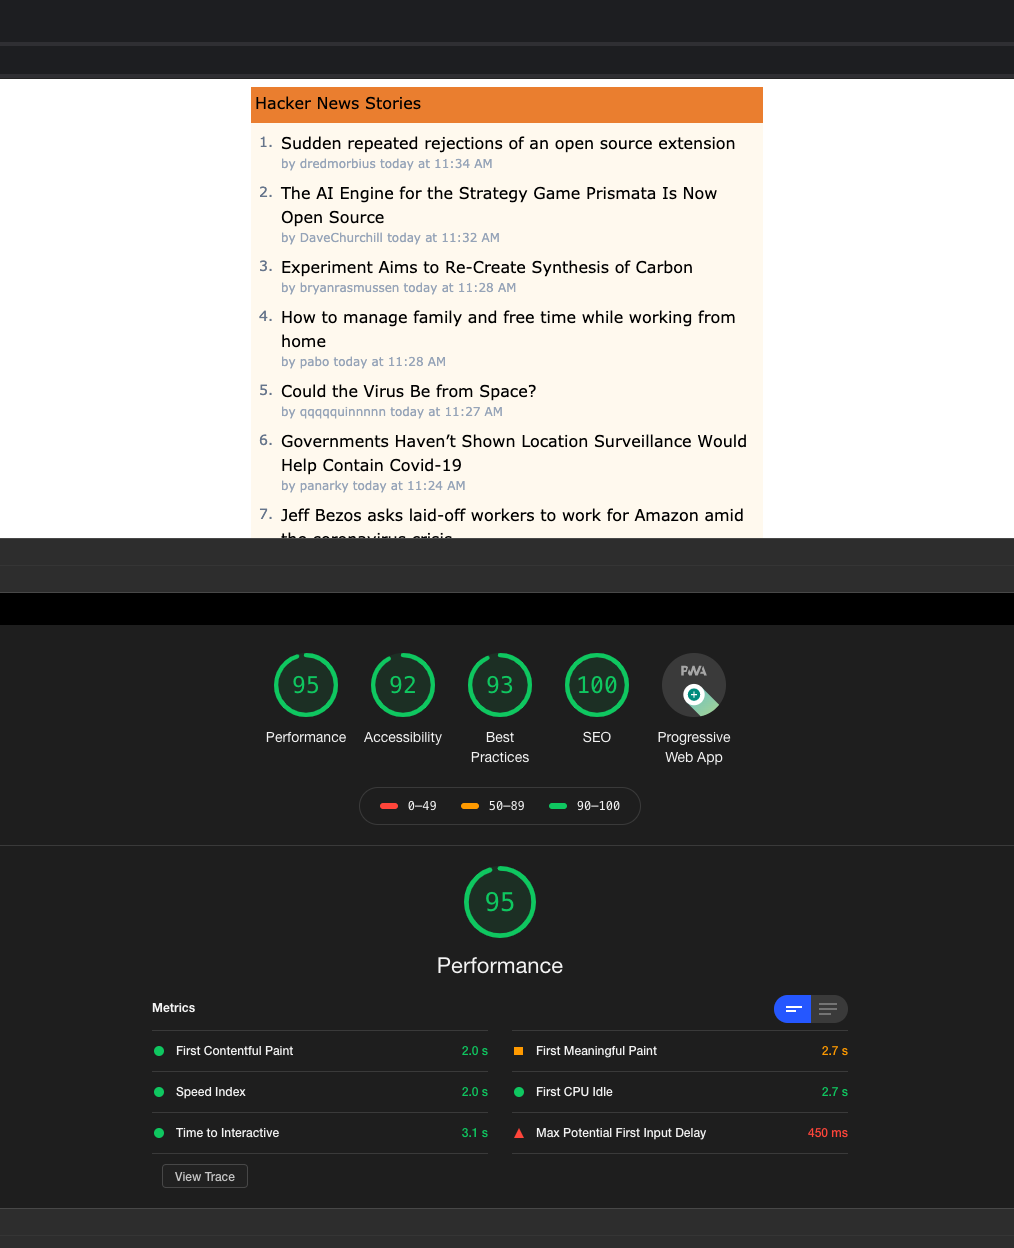 Hacker News Stories
1. Sudden repeated rejections of an open source extension
by dredmorbius today at 11:34 AM
2. The AI Engine for the Strategy Game Prismata Is Now
Open Source
by DaveChurchill today at 11:32 AM
3. Experiment Aims to Re-Create Synthesis of Carbon
by bryanrasmussen today at 11:28 AM
4. How to manage family and free time while working from
home
by pabo today at 11:28 AM
5. Could the Virus Be from Space?
by qqqqquinnnnn today at 11:27 AM
6. Governments Haven’t Shown Location Surveillance Would
Help Contain Covid-19
by panarky today at 11:24 AM
7. Jeff Bezos asks laid-off workers to work for Amazon amid
the coronavirus crisis
95 92 93 100 PWA
Performance Accessibility Best Practices SEO Progressive Web App
0–49 50–89 90–100
95
Performance
Metrics
First Contentful Paint 2.0 s
First Meaningful Paint 2.7 s
Speed Index 2.0 s
First CPU Idle 2.7 s
Time to Interactive 3.1 s
Max Potential First Input Delay 450 ms
View Trace